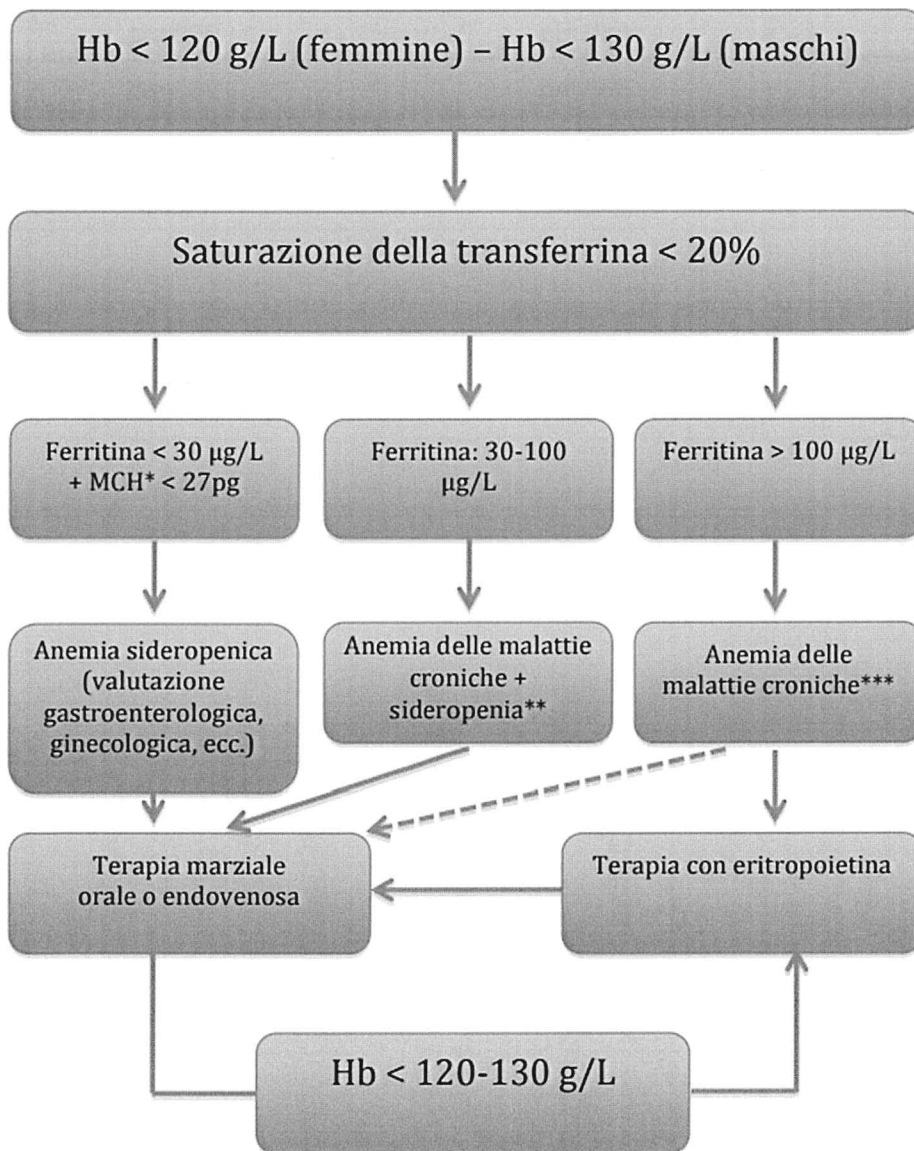 Hb < 120 g/L (femmine) – Hb < 130 g/L (maschi)
Saturazione della transferrina < 20%
Ferritina < 30 µg/L
+ MCH* < 27pg
Ferritina: 30-100
µg/L
Ferritina > 100 µg/L
Anemia sideropenica
(valutazione
gastroenterologica,
ginecologica, ecc.)
Anemia delle malattie
croniche +
sideropenia**
Anemia delle
malattie croniche***
Terapia marziale
orale o endovenosa
Terapia con eritropoietina
Hb < 120-130 g/L